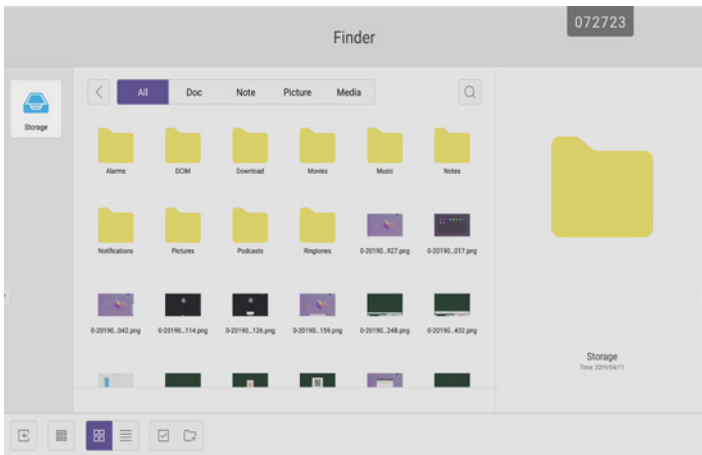 072723
Finder
All Doc Note Picture Media
Storage
Alarms DCIM Download Movies Music Notes
Notifications Pictures Podcasts Ringtones 0-20190...927.png 0-20190...017.png
0-20190...042.png 0-20190...114.png 0-20190...126.png 0-20190...139.png 0-20190...248.png 0-20190...432.png
Storage
Time: 2019/04/11